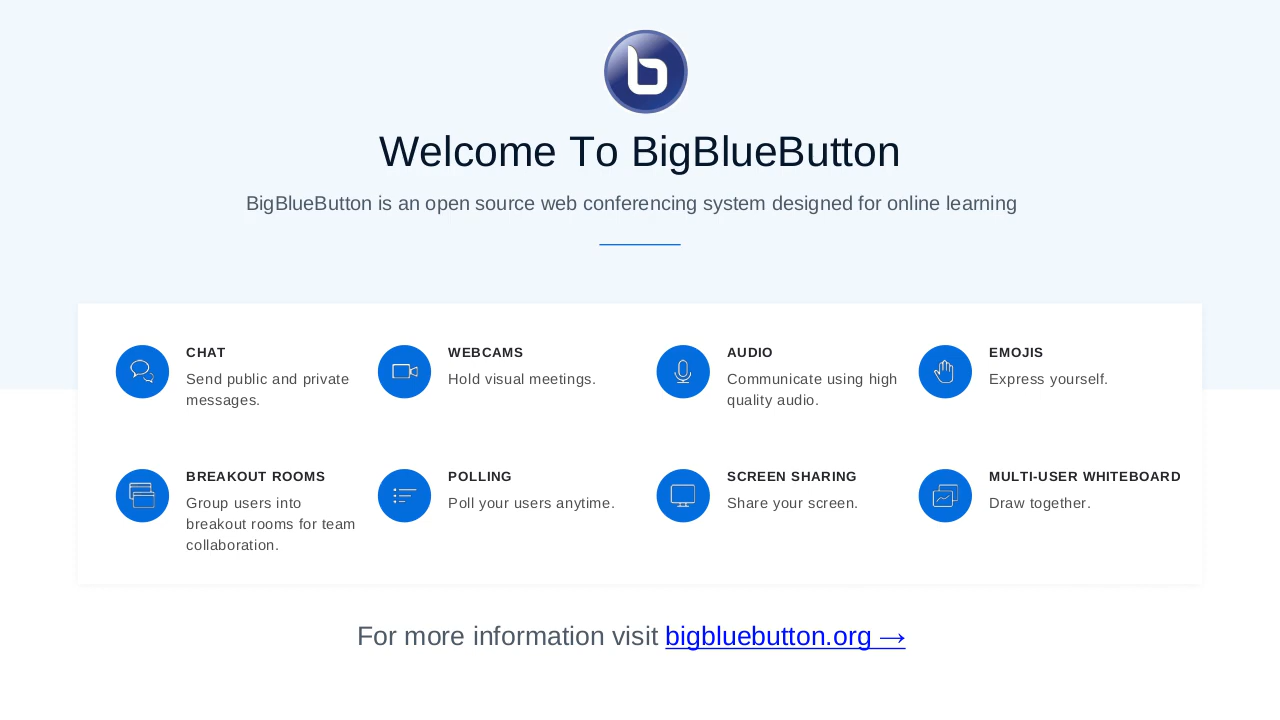 Welcome To BigBlueButton
BigBlueButton is an open source web conferencing system designed for online learning
CHAT
Send public and private
messages.
WEBCAMS
Hold visual meetings.
AUDIO
Communicate using high
quality audio.
EMOJIS
Express yourself.
BREAKOUT ROOMS
Group users into
breakout rooms for team
collaboration.
POLLING
Poll your users anytime.
SCREEN SHARING
Share your screen.
MULTI-USER WHITEBOARD
Draw together.
For more information visit bigbluebutton.org →